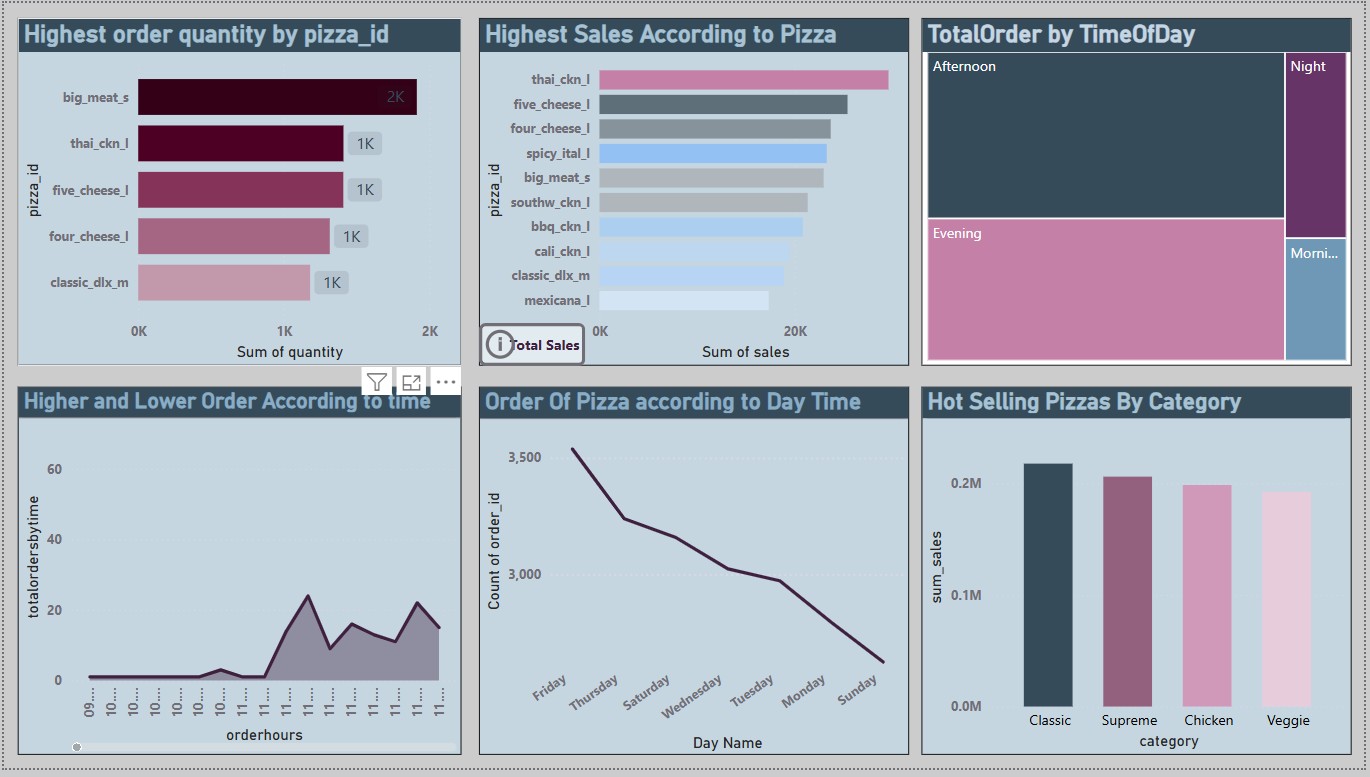 Highest order quantity by pizza_id
pizza_id
big_meat_s
2K
thai_ckn_l
1K
five_cheese_l
1K
four_cheese_l
1K
classic_dlx_m
1K
0K
1K
2K
Sum of quantity
Highest Sales According to Pizza
pizza_id
thai_ckn_l
five_cheese_l
four_cheese_l
spicy_ital_l
big_meat_s
southw_ckn_l
bbq_ckn_l
cali_ckn_l
classic_dlx_m
mexicana_l
0K
20K
Sum of sales
Total Sales
TotalOrder by TimeOfDay
Afternoon
Night
Evening
Morni...
Higher and Lower Order According to time
totalordersbytime
60
40
20
0
09....
10....
10....
10....
10....
10....
10....
10....
11....
11....
11....
11....
11....
11....
11....
11....
11....
orderhours
Order Of Pizza according to Day Time
Count of order_id
3,500
3,000
Friday
Thursday
Saturday
Wednesday
Tuesday
Monday
Sunday
Day Name
Hot Selling Pizzas By Category
sum_sales
0.2M
0.1M
0.0M
Classic
Supreme
Chicken
Veggie
category